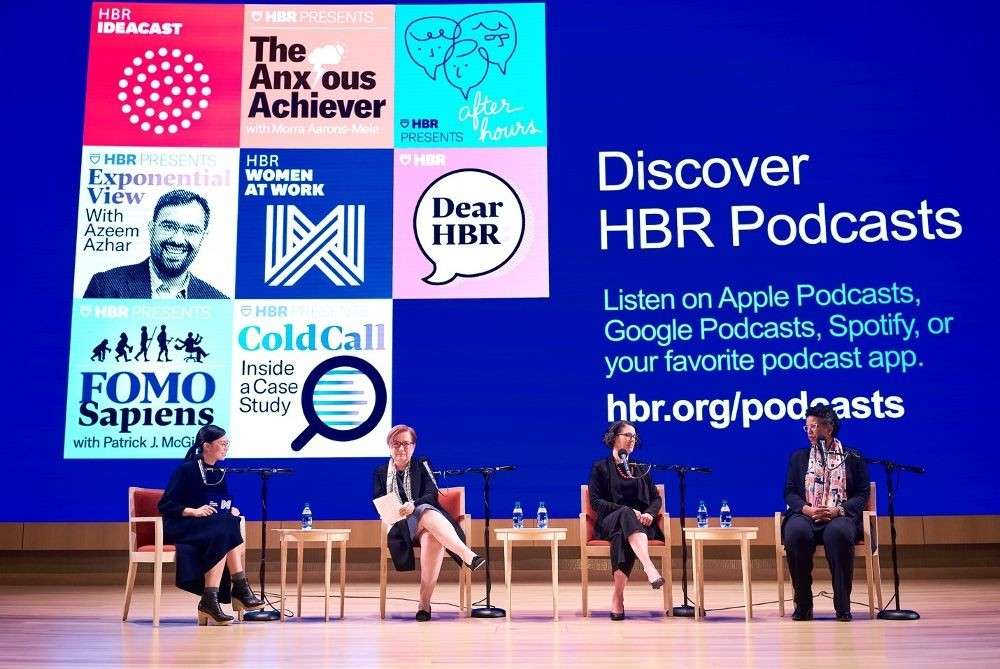 HBR
IDEACAST
HBR PRESENTS
The
Anxious
Achiever
with Morra Aarons-Mele
HBR
PRESENTS
after
hours
HBR PRESENTS
Exponential
View
With
Azeem
Azhar
HBR
WOMEN
AT WORK
HBR
Dear
HBR
HBR PRESENTS
FOMO
Sapiens
with Patrick J. McGi
HBR PRESENTS
Cold Call
Inside
a Case
Study
Discover
HBR Podcasts
Listen on Apple Podcasts,
Google Podcasts, Spotify, or
your favorite podcast app.
hbr.org/podcasts